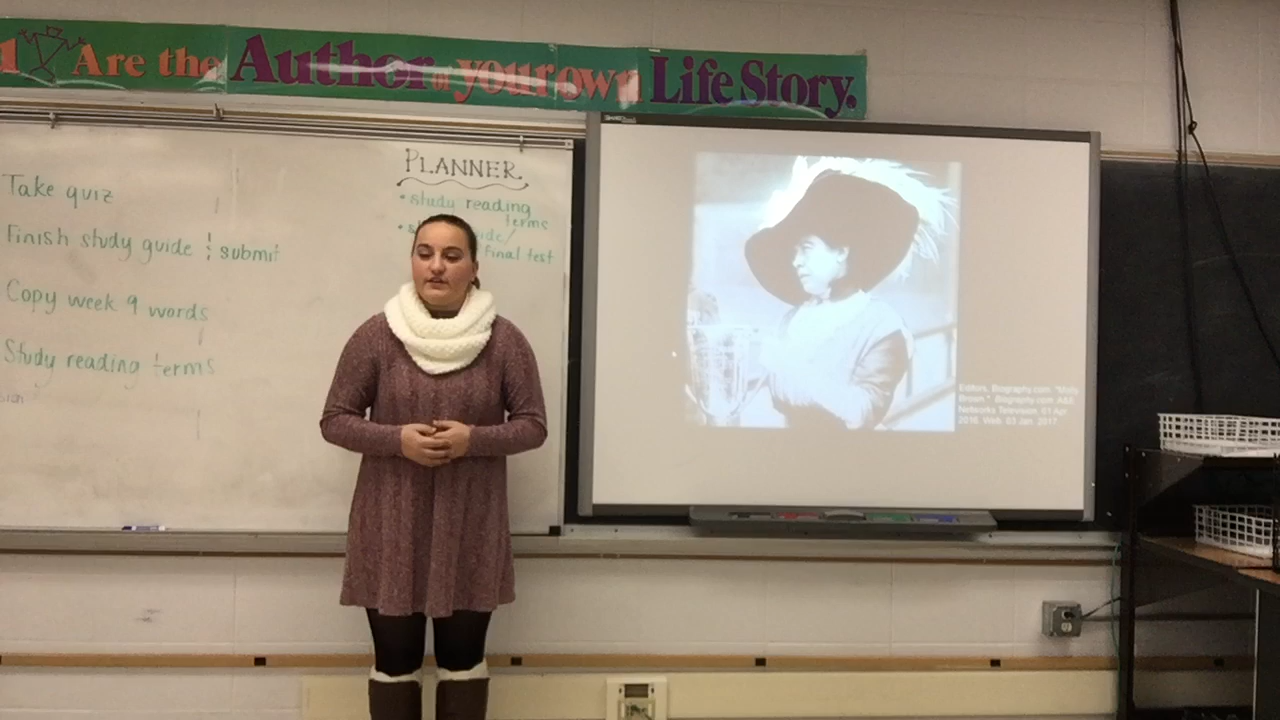 Are the Author of your own Life Story.
PLANNER
• study reading
terms
final test
Take quiz
Finish study guide & submit
Copy week 9 words
Study reading terms
Editors, Biography.com. "Molly
Brown." Biography.com. A&E
Networks Television, 01 Apr
2016. Web. 03 Jan. 2017